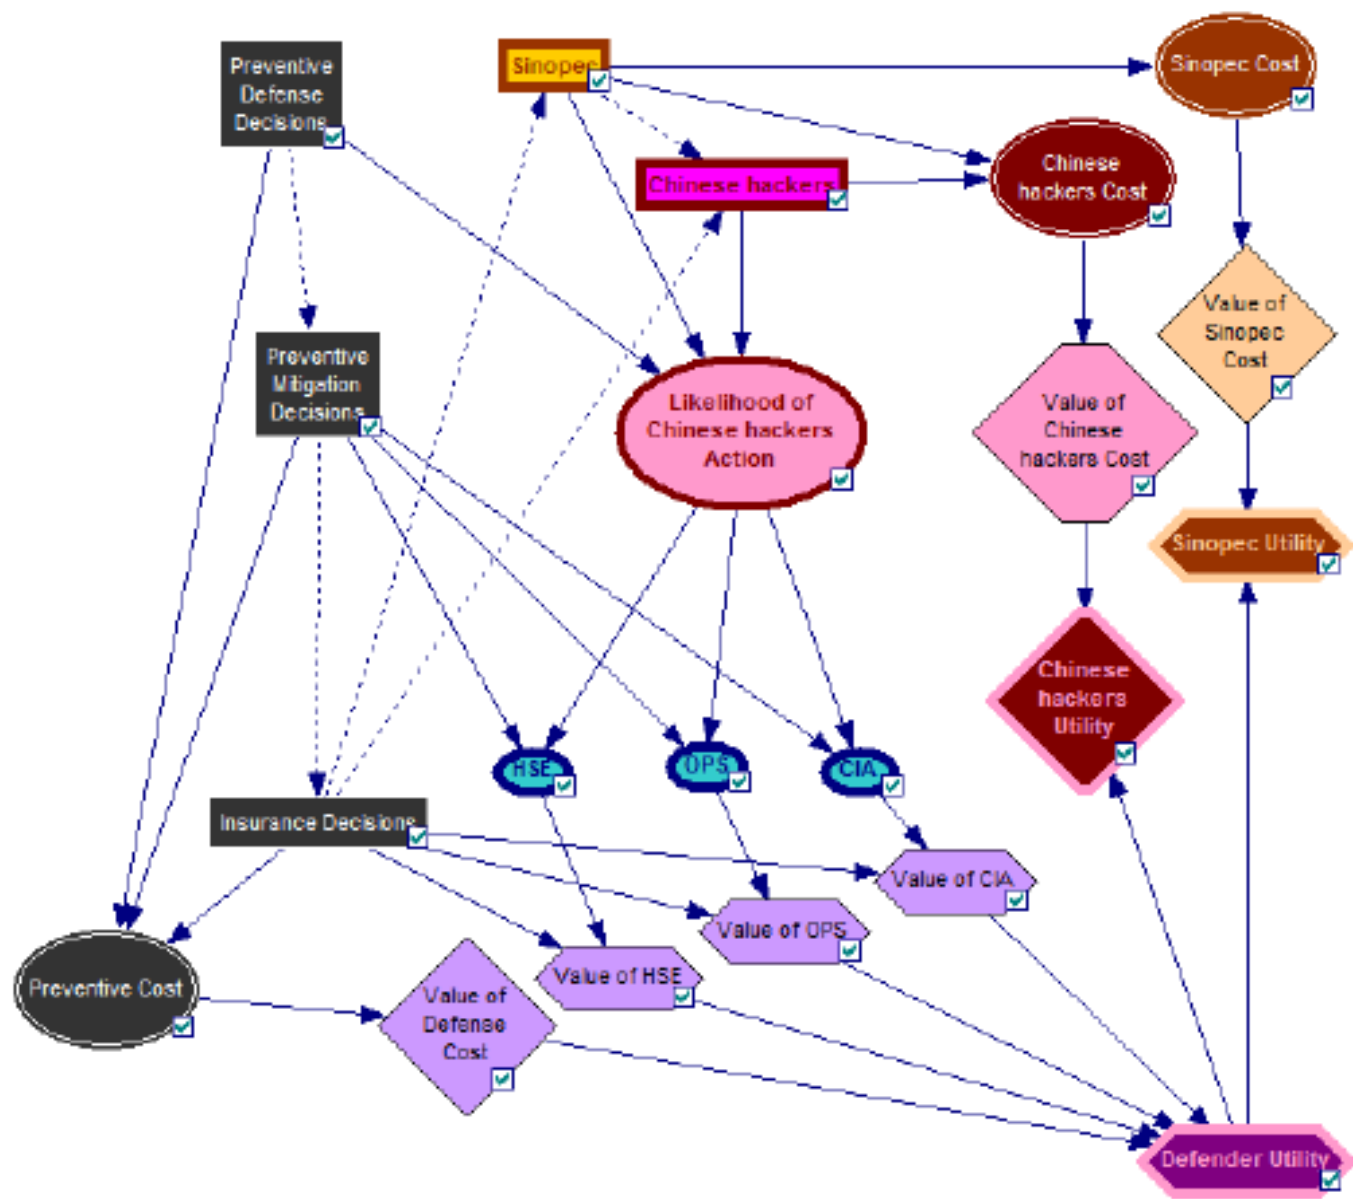 Preventive
Defense
Decisions
Sinopec
Sinopec Cost
Chinese
hackers Cost
Chinese hackers
Value of
Sinopec
Cost
Preventive
Mitigation
Decisions
Likelihood of
Chinese hackers
Action
Value of
Chinese
hackers Cost
Sinopec Utility
Chinese
hackers
Utility
HSE
OPS
CIA
Insurance Decisions
Value of CIA
Value of OPS
Value of HSE
Preventive Cost
Value of
Defense
Cost
Defender Utility